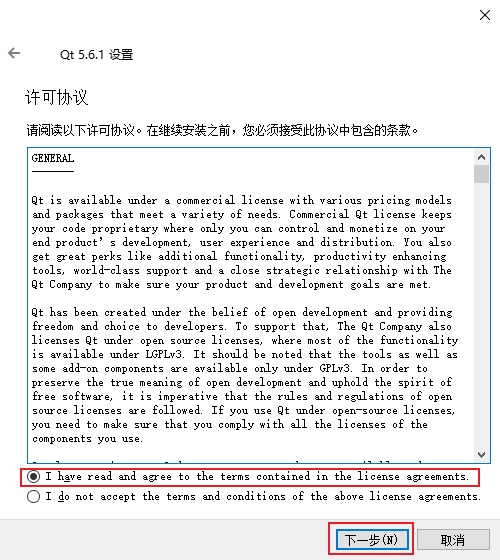 Qt 5.6.1 设置
许可协议
请阅读以下许可协议。在继续安装之前，您必须接受此协议中包含的条款。
GENERAL
Qt is available under a commercial license with various pricing models
and packages that meet a variety of needs. Commercial Qt license keeps
your code proprietary where only you can control and monetize on your
end product’s development, user experience and distribution. You also
get great perks like additional functionality, productivity enhancing
tools, world-class support and a close strategic relationship with The
Qt Company to make sure your product and development goals are met.
Qt has been created under the belief of open development and providing
freedom and choice to developers. To support that, The Qt Company also
licenses Qt under open source licenses, where most of the functionality
is available under LGPLv3. It should be noted that the tools as well as
some add-on components are available only under GPLv3. In order to
preserve the true meaning of open development and uphold the spirit of
free software, it is imperative that the rules and regulations of open
source licenses are followed. If you use Qt under open-source licenses,
you need to make sure that you comply with all the licenses of the
components you use.
I have read and agree to the terms contained in the license agreements.
I do not accept the terms and conditions of the above license agreements.
下一步(N)
取消